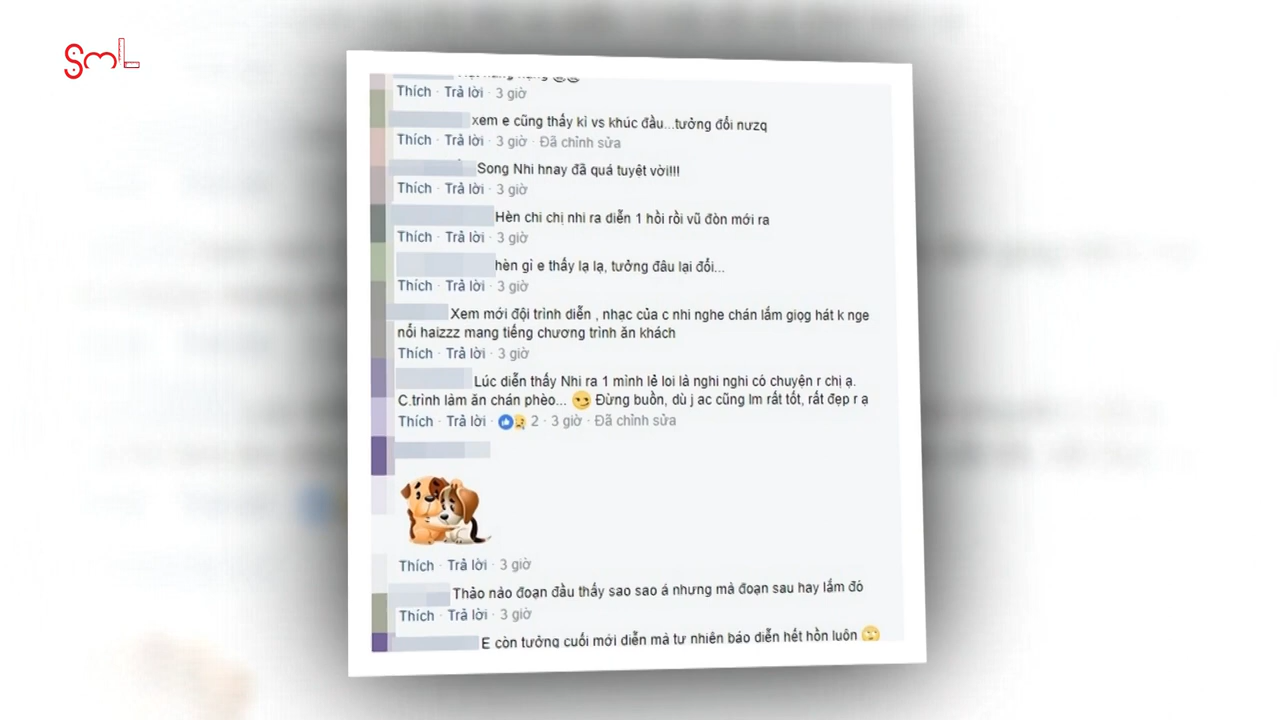 SML
Thích · Trả lời · 3 giờ
xem e cũng thấy kì vs khúc đầu...tưởng đổi nưzq
Thích · Trả lời · 3 giờ · Đã chỉnh sửa
Song Nhi hnay đã quá tuyệt vời!!!
Thích · Trả lời · 3 giờ
Hèn chi chị nhi ra diễn 1 hồi rồi vũ đòn mới ra
Thích · Trả lời · 3 giờ
hèn gì e thấy lạ lạ, tưởng đâu lại đổi...
Thích · Trả lời · 3 giờ
Xem mới đội trình diễn , nhạc của c nhi nghe chán lắm giọg hát k nge
nổi haizzz mang tiếng chương trình ăn khách
Thích · Trả lời · 3 giờ
Lúc diễn thấy Nhi ra 1 mình lẻ loi là nghi nghi có chuyện r chị ạ.
C.trình làm ăn chán phèo... 😏 Đừng buồn, dù j ac cũng lm rất tốt, rất đẹp r ạ
Thích · Trả lời · 2 · 3 giờ · Đã chỉnh sửa
Thích · Trả lời · 3 giờ
Thảo nào đoạn đầu thấy sao sao á nhưng mà đoạn sau hay lắm đó
Thích · Trả lời · 3 giờ
E còn tưởng cuối mới diễn mà tự nhiên báo diễn hết hồn luôn 🙄